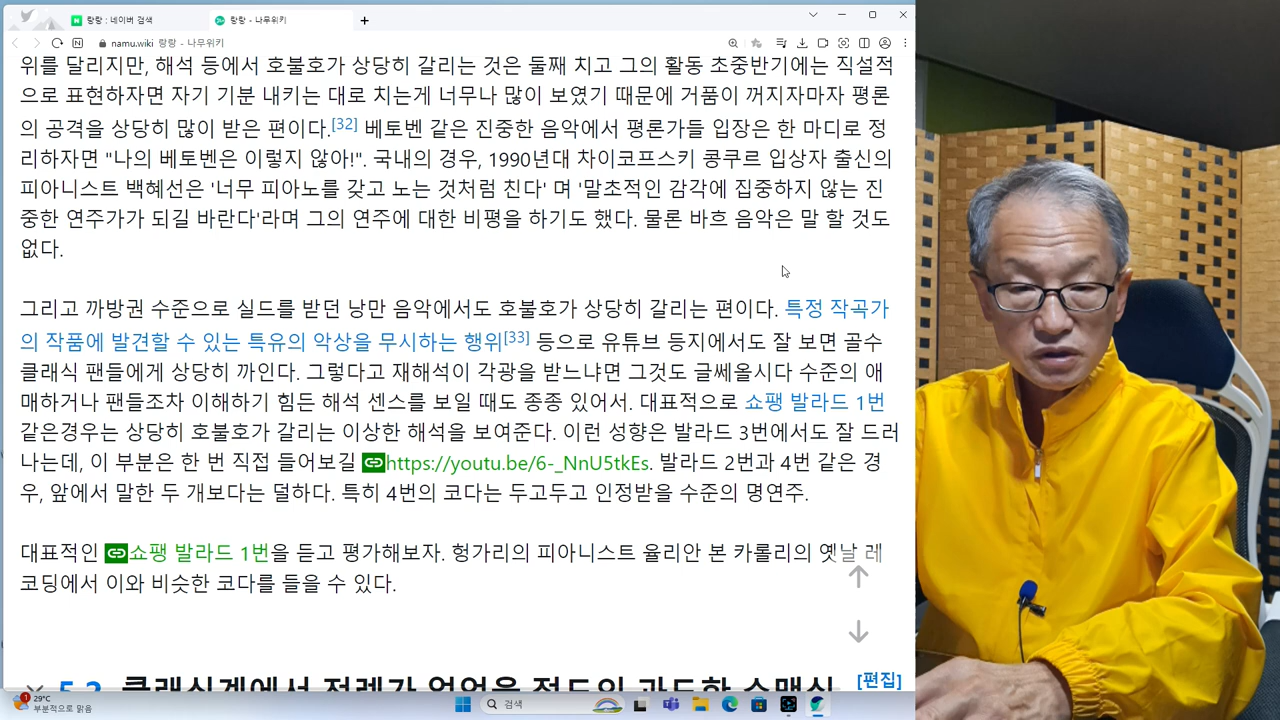 랑랑 : 네이버 검색
랑랑 - 나무위키
namu.wiki 랑랑 - 나무위키
위를 달리지만, 해석 등에서 호불호가 상당히 갈리는 것은 둘째 치고 그의 활동 초중반기에는 직설적
으로 표현하자면 자기 기분 내키는 대로 치는게 너무나 많이 보였기 때문에 거품이 꺼지자마자 평론
의 공격을 상당히 많이 받은 편이다.[32] 베토벤 같은 진중한 음악에서 평론가들 입장은 한 마디로 정
리하자면 "나의 베토벤은 이렇지 않아!". 국내의 경우, 1990년대 차이코프스키 콩쿠르 입상자 출신의
피아니스트 백혜선은 '너무 피아노를 갖고 노는 것처럼 친다' 며 '말초적인 감각에 집중하지 않는 진
중한 연주가가 되길 바란다'라며 그의 연주에 대한 비평을 하기도 했다. 물론 바흐 음악은 말 할 것도
없다.
그리고 까방권 수준으로 실드를 받던 낭만 음악에서도 호불호가 상당히 갈리는 편이다. 특정 작곡가
의 작품에 발견할 수 있는 특유의 악상을 무시하는 행위[33] 등으로 유튜브 등지에서도 잘 보면 골수
클래식 팬들에게 상당히 까인다. 그렇다고 재해석이 각광을 받느냐면 그것도 글쎄올시다 수준의 애
매하거나 팬들조차 이해하기 힘든 해석 센스를 보일 때도 종종 있어서. 대표적으로 쇼팽 발라드 1번
같은경우는 상당히 호불호가 갈리는 이상한 해석을 보여준다. 이런 성향은 발라드 3번에서도 잘 드러
나는데, 이 부분은 한 번 직접 들어보길 https://youtu.be/6-_NnU5tkEs. 발라드 2번과 4번 같은 경
우, 앞에서 말한 두 개보다는 덜하다. 특히 4번의 코다는 두고두고 인정받을 수준의 명연주.
대표적인 쇼팽 발라드 1번을 듣고 평가해보자. 헝가리의 피아니스트 율리안 본 카롤리의 옛날 레
코딩에서 이와 비슷한 코다를 들을 수 있다.
5.2. 클래식계에서 전례가 없었을 정도의 과도한 스맥싱 [편집]
29°C
부분적으로 맑음
검색